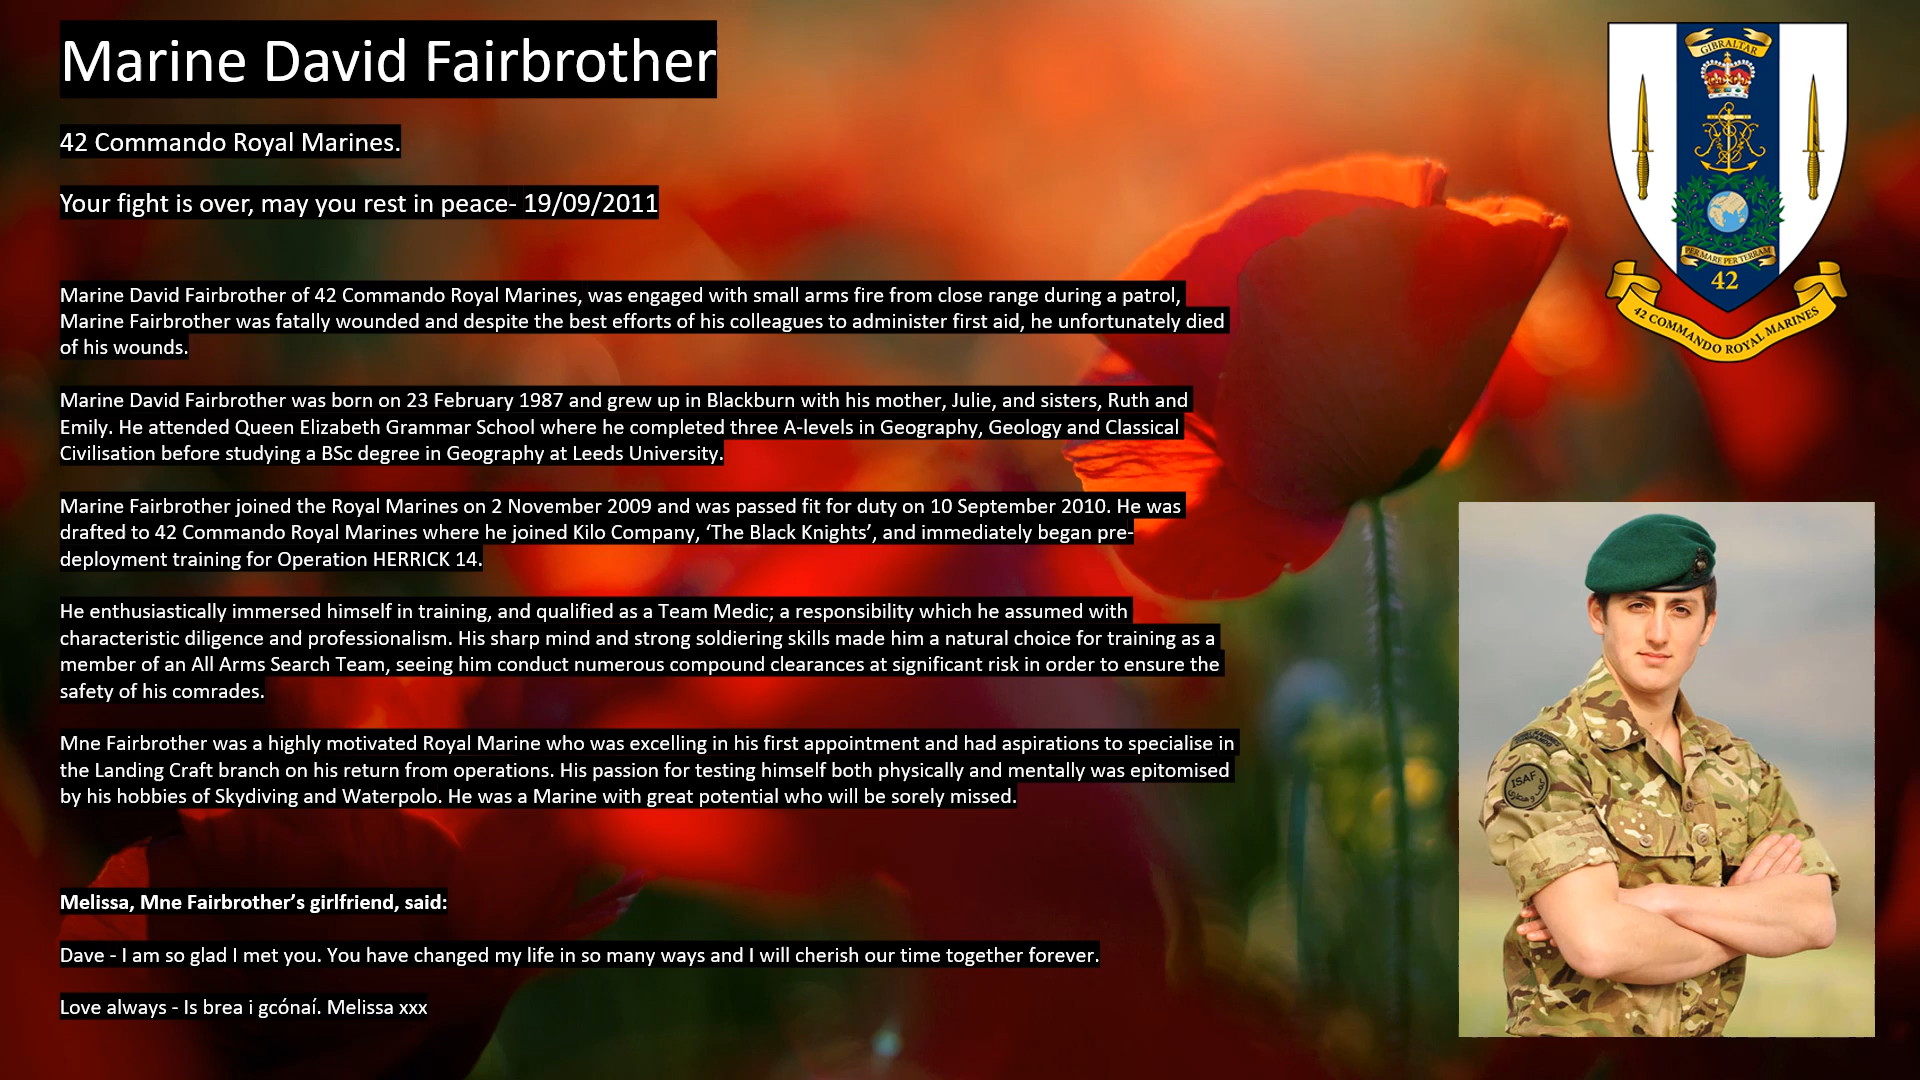 Marine David Fairbrother
42 Commando Royal Marines.
Your fight is over, may you rest in peace- 19/09/2011
Marine David Fairbrother of 42 Commando Royal Marines, was engaged with small arms fire from close range during a patrol,
Marine Fairbrother was fatally wounded and despite the best efforts of his colleagues to administer first aid, he unfortunately died
of his wounds.
Marine David Fairbrother was born on 23 February 1987 and grew up in Blackburn with his mother, Julie, and sisters, Ruth and
Emily. He attended Queen Elizabeth Grammar School where he completed three A-levels in Geography, Geology and Classical
Civilisation before studying a BSc degree in Geography at Leeds University.
Marine Fairbrother joined the Royal Marines on 2 November 2009 and was passed fit for duty on 10 September 2010. He was
drafted to 42 Commando Royal Marines where he joined Kilo Company, ‘The Black Knights’, and immediately began pre-
deployment training for Operation HERRICK 14.
He enthusiastically immersed himself in training, and qualified as a Team Medic; a responsibility which he assumed with
characteristic diligence and professionalism. His sharp mind and strong soldiering skills made him a natural choice for training as a
member of an All Arms Search Team, seeing him conduct numerous compound clearances at significant risk in order to ensure the
safety of his comrades.
Mne Fairbrother was a highly motivated Royal Marine who was excelling in his first appointment and had aspirations to specialise in
the Landing Craft branch on his return from operations. His passion for testing himself both physically and mentally was epitomised
by his hobbies of Skydiving and Waterpolo. He was a Marine with great potential who will be sorely missed.
Melissa, Mne Fairbrother’s girlfriend, said:
Dave - I am so glad I met you. You have changed my life in so many ways and I will cherish our time together forever.
Love always - Is brea i gcónaí. Melissa xxx
GIBRALTAR
PER MARE PER TERRAM
42
42 COMMANDO ROYAL MARINES
ROYAL MARINES
COMMANDO
ISAF